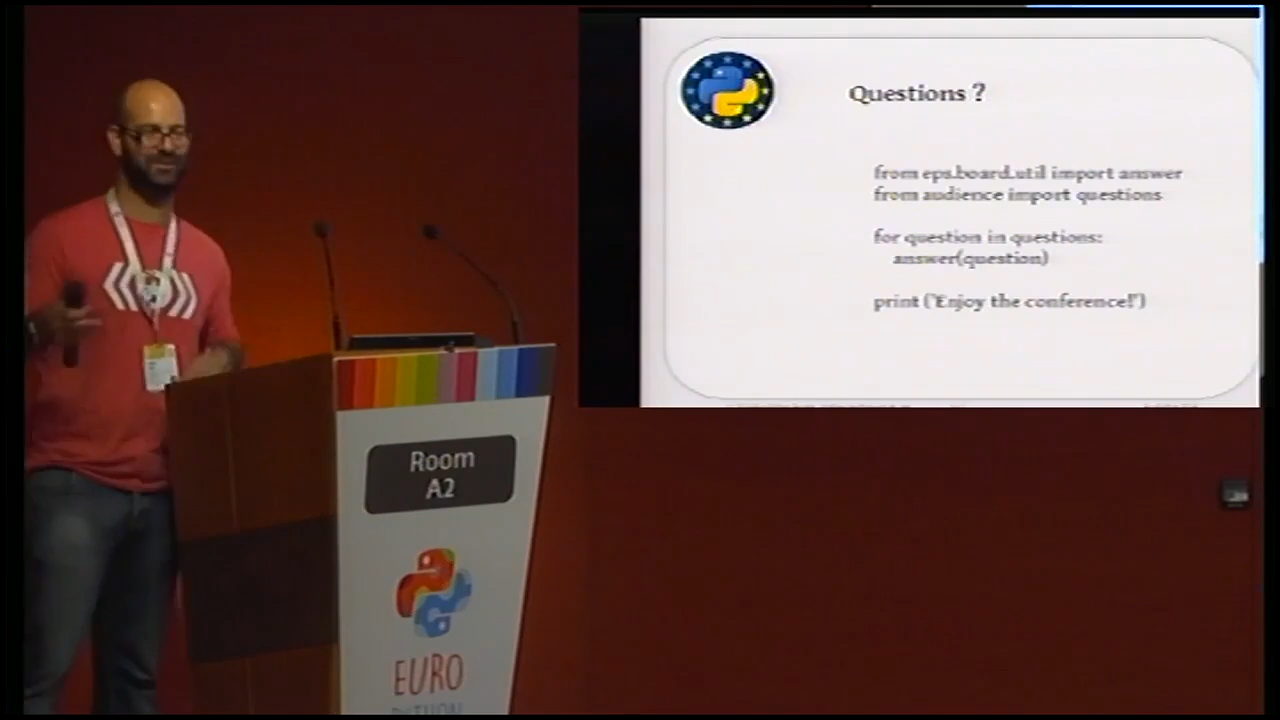 Questions ?
from eps.board.util import answer
from audience import questions
for question in questions:
answer(question)
print ('Enjoy the conference!')
Room
A2
EURO
PYTHON